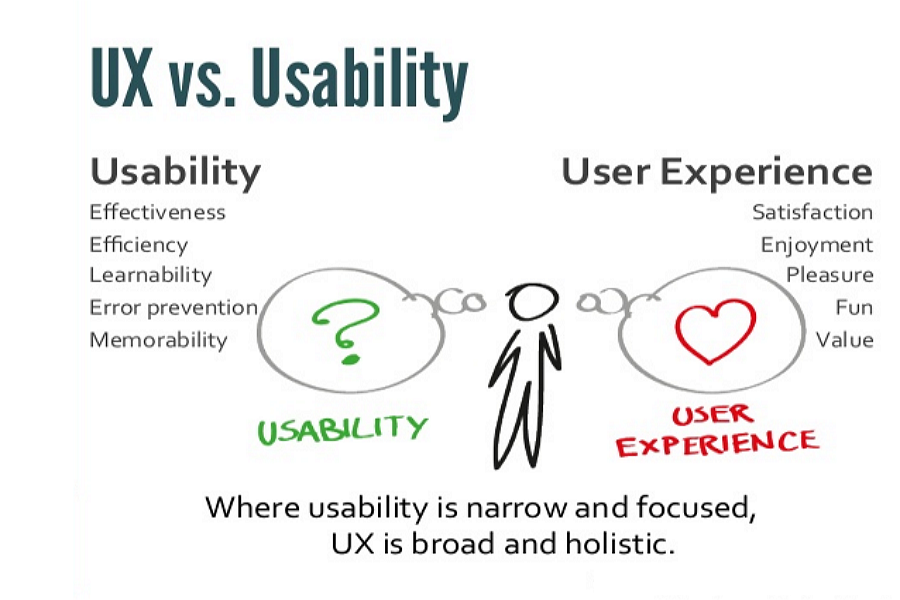 UX vs. Usability
Usability
Effectiveness
Efficiency
Learnability
Error prevention
Memorability
User Experience
Satisfaction
Enjoyment
Pleasure
Fun
Value
?
USABILITY
USER
EXPERIENCE
Where usability is narrow and focused,
UX is broad and holistic.